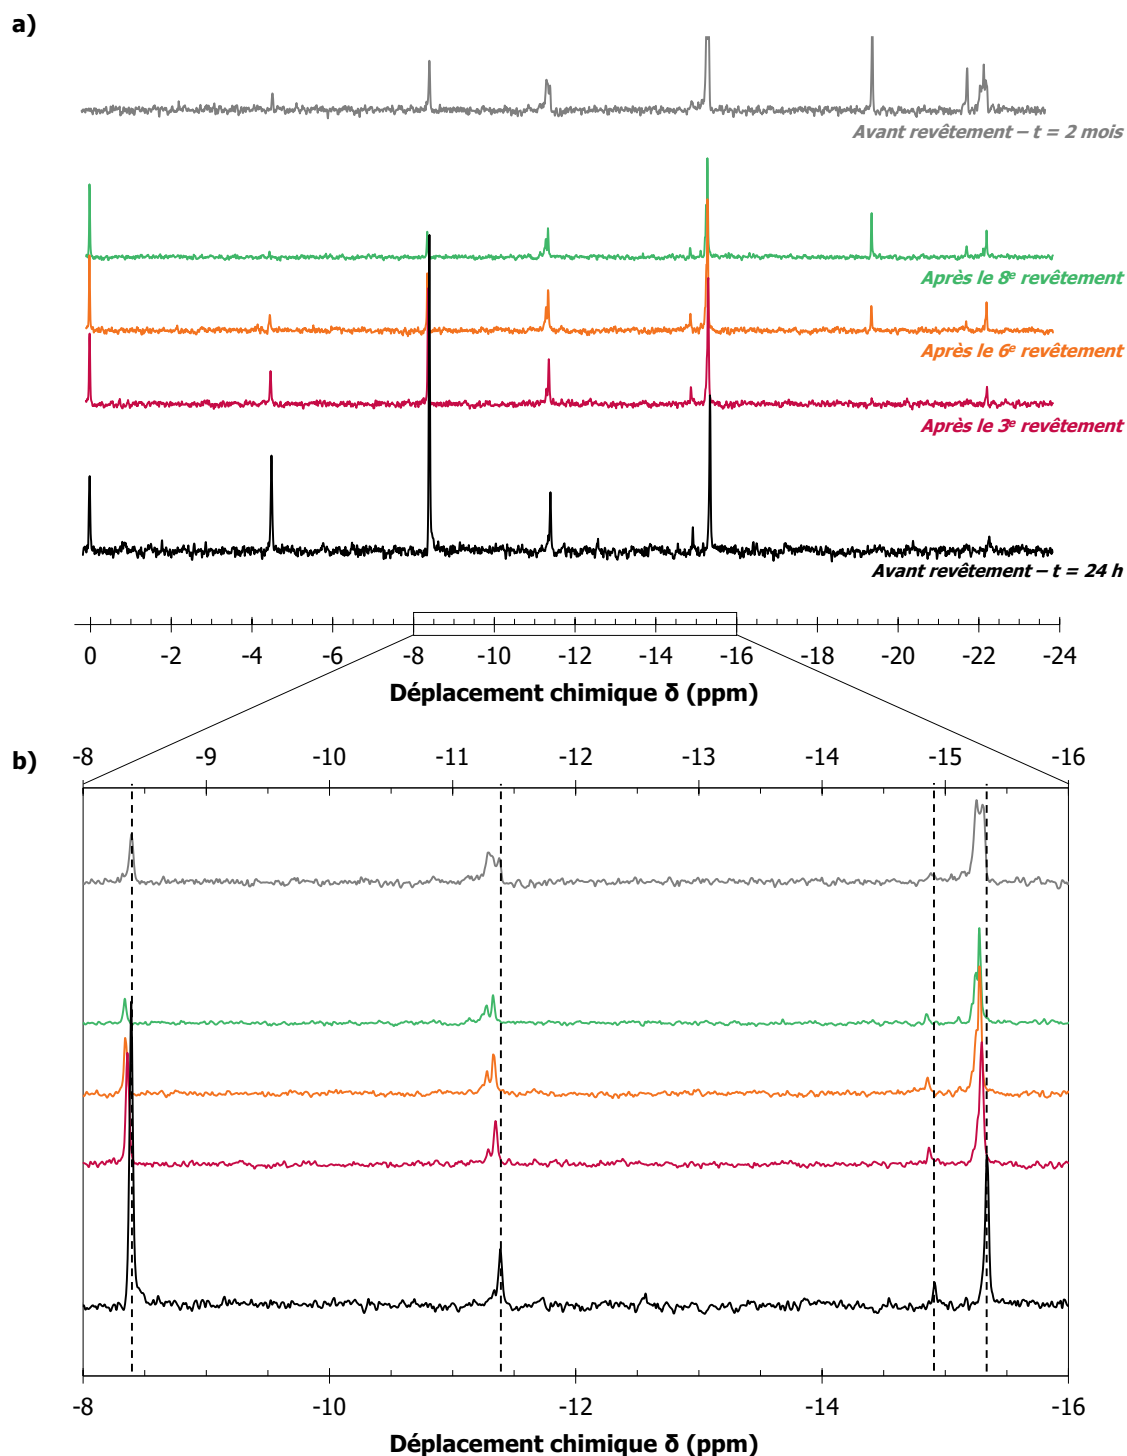 a)
Avant revêtement – t = 2 mois
Après le 8e revêtement
Après le 6e revêtement
Après le 3e revêtement
Avant revêtement – t = 24 h
0 -2 -4 -6 -8 -10 -12 -14 -16 -18 -20 -22 -24
Déplacement chimique δ (ppm)
b)
-8 -9 -10 -11 -12 -13 -14 -15 -16
-8 -10 -12 -14 -16
Déplacement chimique δ (ppm)